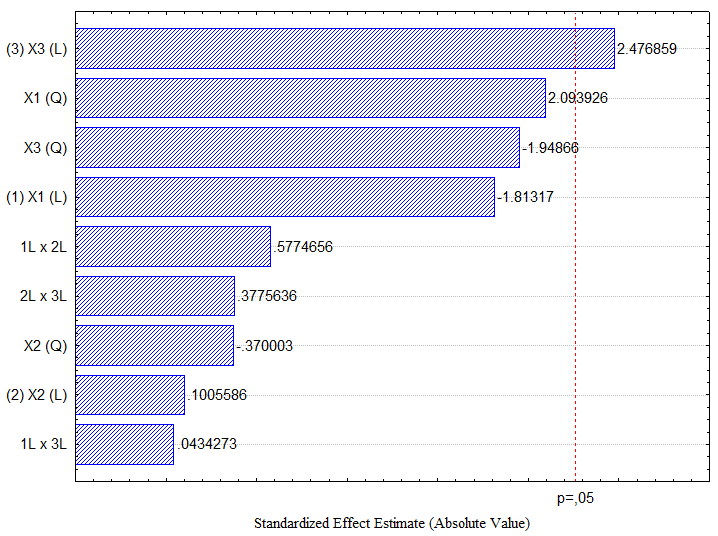 (3) X3 (L) 2.476859
X1 (Q) 2.093926
X3 (Q) -1.94866
(1) X1 (L) -1.81317
1L x 2L .5774656
2L x 3L .3775636
X2 (Q) -.370003
(2) X2 (L) .1005586
1L x 3L .0434273
p=,05
Standardized Effect Estimate (Absolute Value)